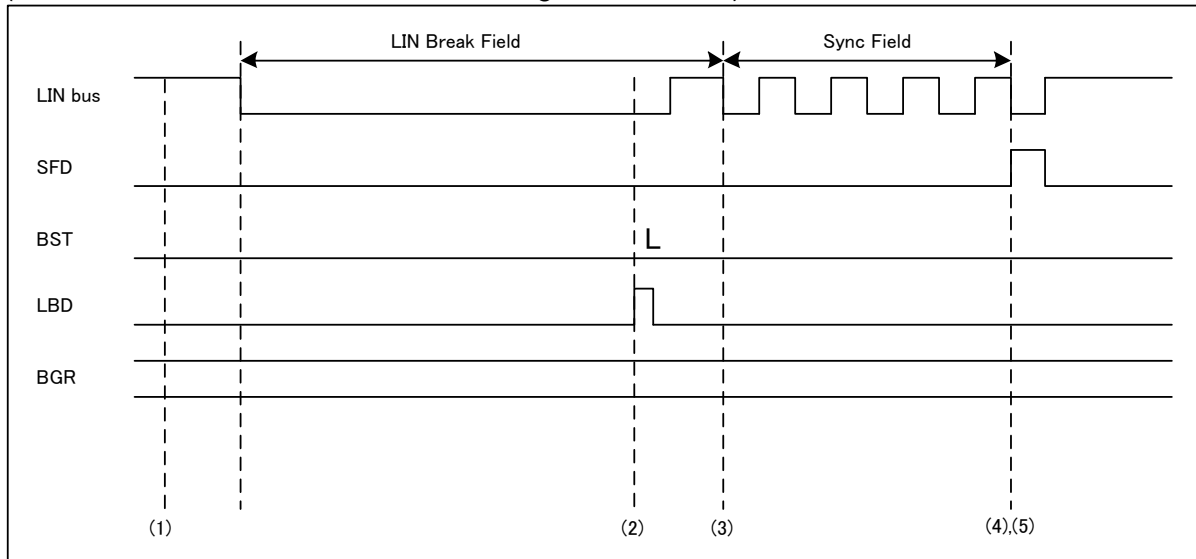 LIN Break Field Sync Field
LIN bus
SFD
BST L
LBD
BGR
(1) (2) (3) (4),(5)